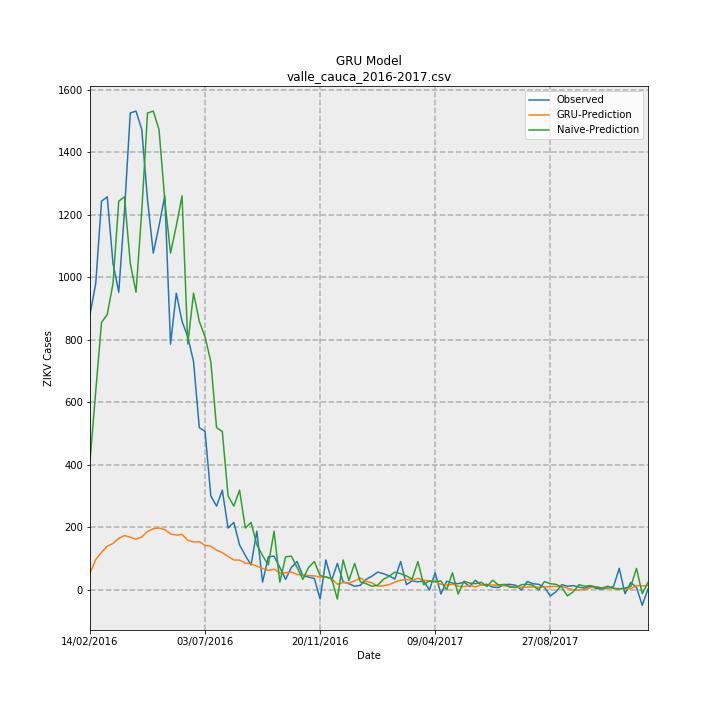 GRU Model
valle_cauca_2016-2017.csv
Observed
GRU-Prediction
Naive-Prediction
1600
1400
1200
1000
800
600
400
200
0
ZIKV Cases
14/02/2016
03/07/2016
20/11/2016
09/04/2017
27/08/2017
Date